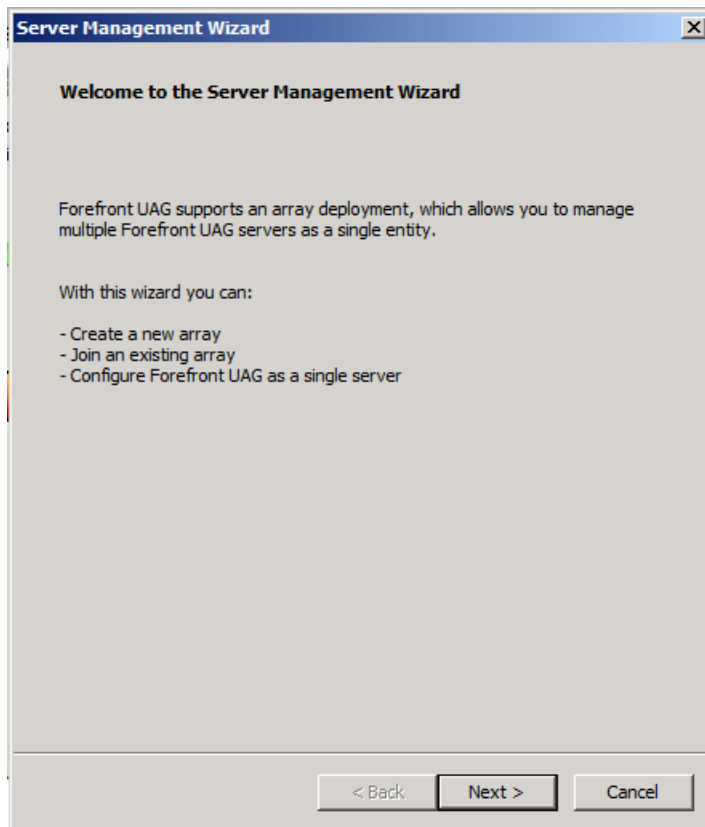 Server Management Wizard
Welcome to the Server Management Wizard
Forefront UAG supports an array deployment, which allows you to manage
multiple Forefront UAG servers as a single entity.
With this wizard you can:
- Create a new array
- Join an existing array
- Configure Forefront UAG as a single server
< Back
Next >
Cancel